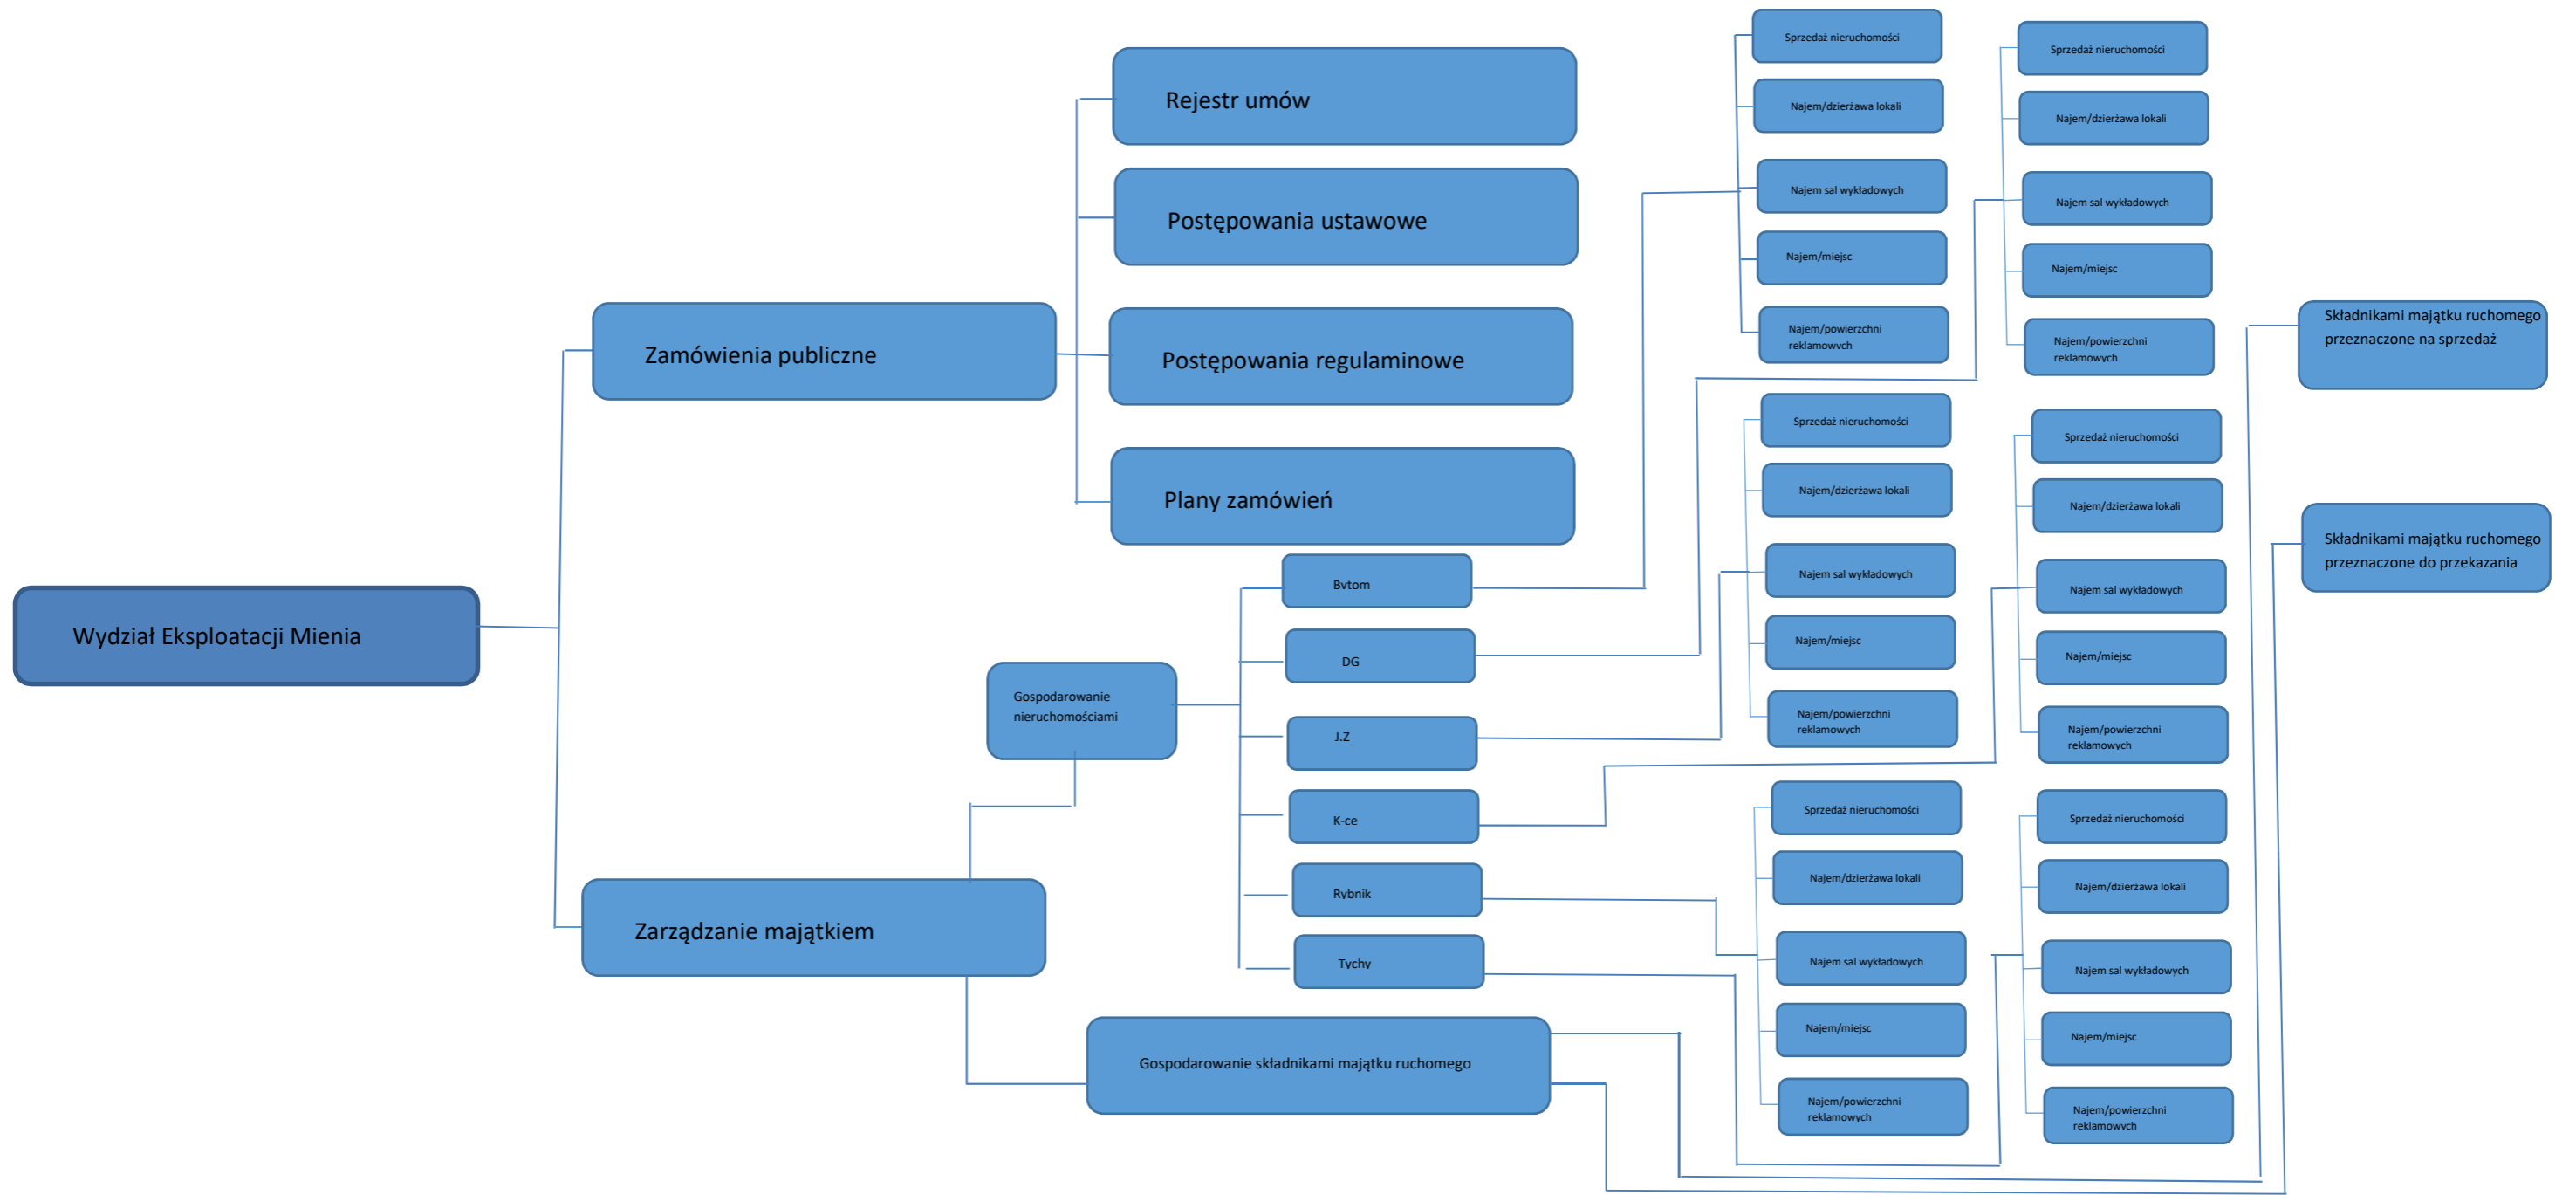 Wydział Eksploatacji Mienia
Zamówienia publiczne
Rejestr umów
Postępowania ustawowe
Postępowania regulaminowe
Plany zamówień
Zarządzanie majątkiem
Gospodarowanie
nieruchomościami
Bytom
DG
J.Z
K-ce
Rybnik
Tychy
Gospodarowanie składnikami majątku ruchomego
Sprzedaż nieruchomości
Najem/dzierżawa lokali
Najem sal wykładowych
Najem/miejsc
Najem/powierzchni
reklamowych
Sprzedaż nieruchomości
Najem/dzierżawa lokali
Najem sal wykładowych
Najem/miejsc
Najem/powierzchni
reklamowych
Sprzedaż nieruchomości
Najem/dzierżawa lokali
Najem sal wykładowych
Najem/miejsc
Najem/powierzchni
reklamowych
Sprzedaż nieruchomości
Najem/dzierżawa lokali
Najem sal wykładowych
Najem/miejsc
Najem/powierzchni
reklamowych
Sprzedaż nieruchomości
Najem/dzierżawa lokali
Najem sal wykładowych
Najem/miejsc
Najem/powierzchni
reklamowych
Sprzedaż nieruchomości
Najem/dzierżawa lokali
Najem sal wykładowych
Najem/miejsc
Najem/powierzchni
reklamowych
Składnikami majątku ruchomego
przeznaczone na sprzedaż
Składnikami majątku ruchomego
przeznaczone do przekazania